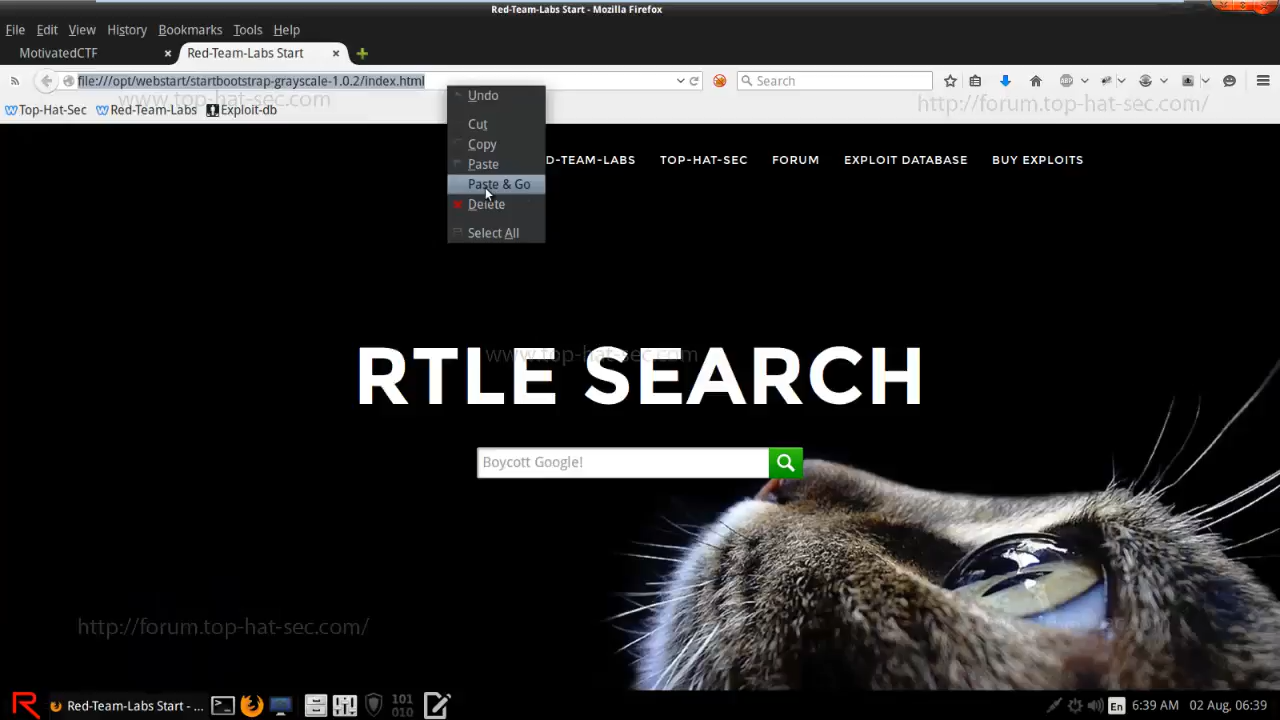 Red-Team-Labs Start - Mozilla Firefox
File Edit View History Bookmarks Tools Help
MotivatedCTF
Red-Team-Labs Start
file:///opt/webstart/startbootstrap-grayscale-1.0.2/index.html
Search
ABP
www.top-hat-sec.com
http://forum.top-hat-sec.com/
Top-Hat-Sec
Red-Team-Labs
Exploit-db
Undo
Cut
Copy
Paste
Paste & Go
Delete
Select All
D-TEAM-LABS
TOP-HAT-SEC
FORUM
EXPLOIT DATABASE
BUY EXPLOITS
www.top-hat-sec.com
RTLE SEARCH
Boycott Google!
http://forum.top-hat-sec.com/
R
Red-Team-Labs Start - ...
101
010
En
6:39 AM
02 Aug, 06:39